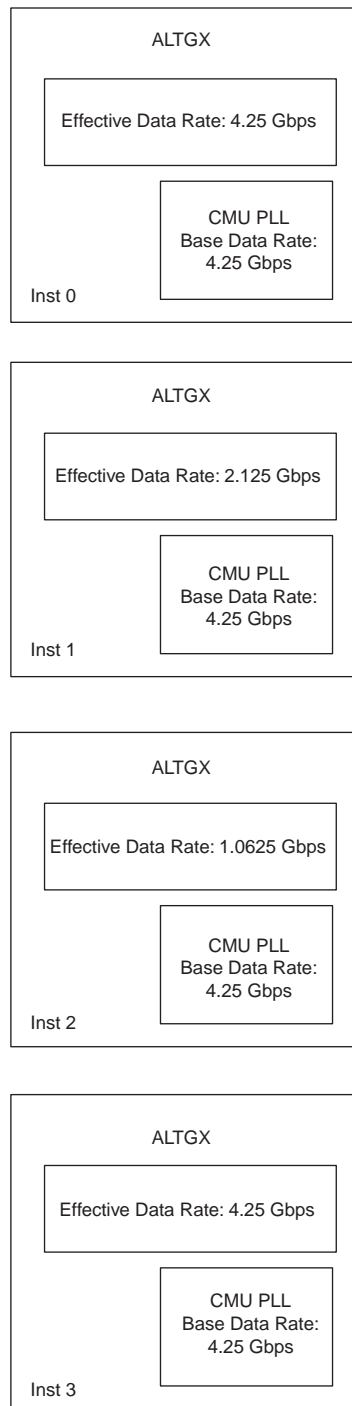 ALTGX
Effective Data Rate: 4.25 Gbps
CMU PLL
Base Data Rate:
4.25 Gbps
Inst 0
ALTGX
Effective Data Rate: 2.125 Gbps
CMU PLL
Base Data Rate:
4.25 Gbps
Inst 1
ALTGX
Effective Data Rate: 1.0625 Gbps
CMU PLL
Base Data Rate:
4.25 Gbps
Inst 2
ALTGX
Effective Data Rate: 4.25 Gbps
CMU PLL
Base Data Rate:
4.25 Gbps
Inst 3